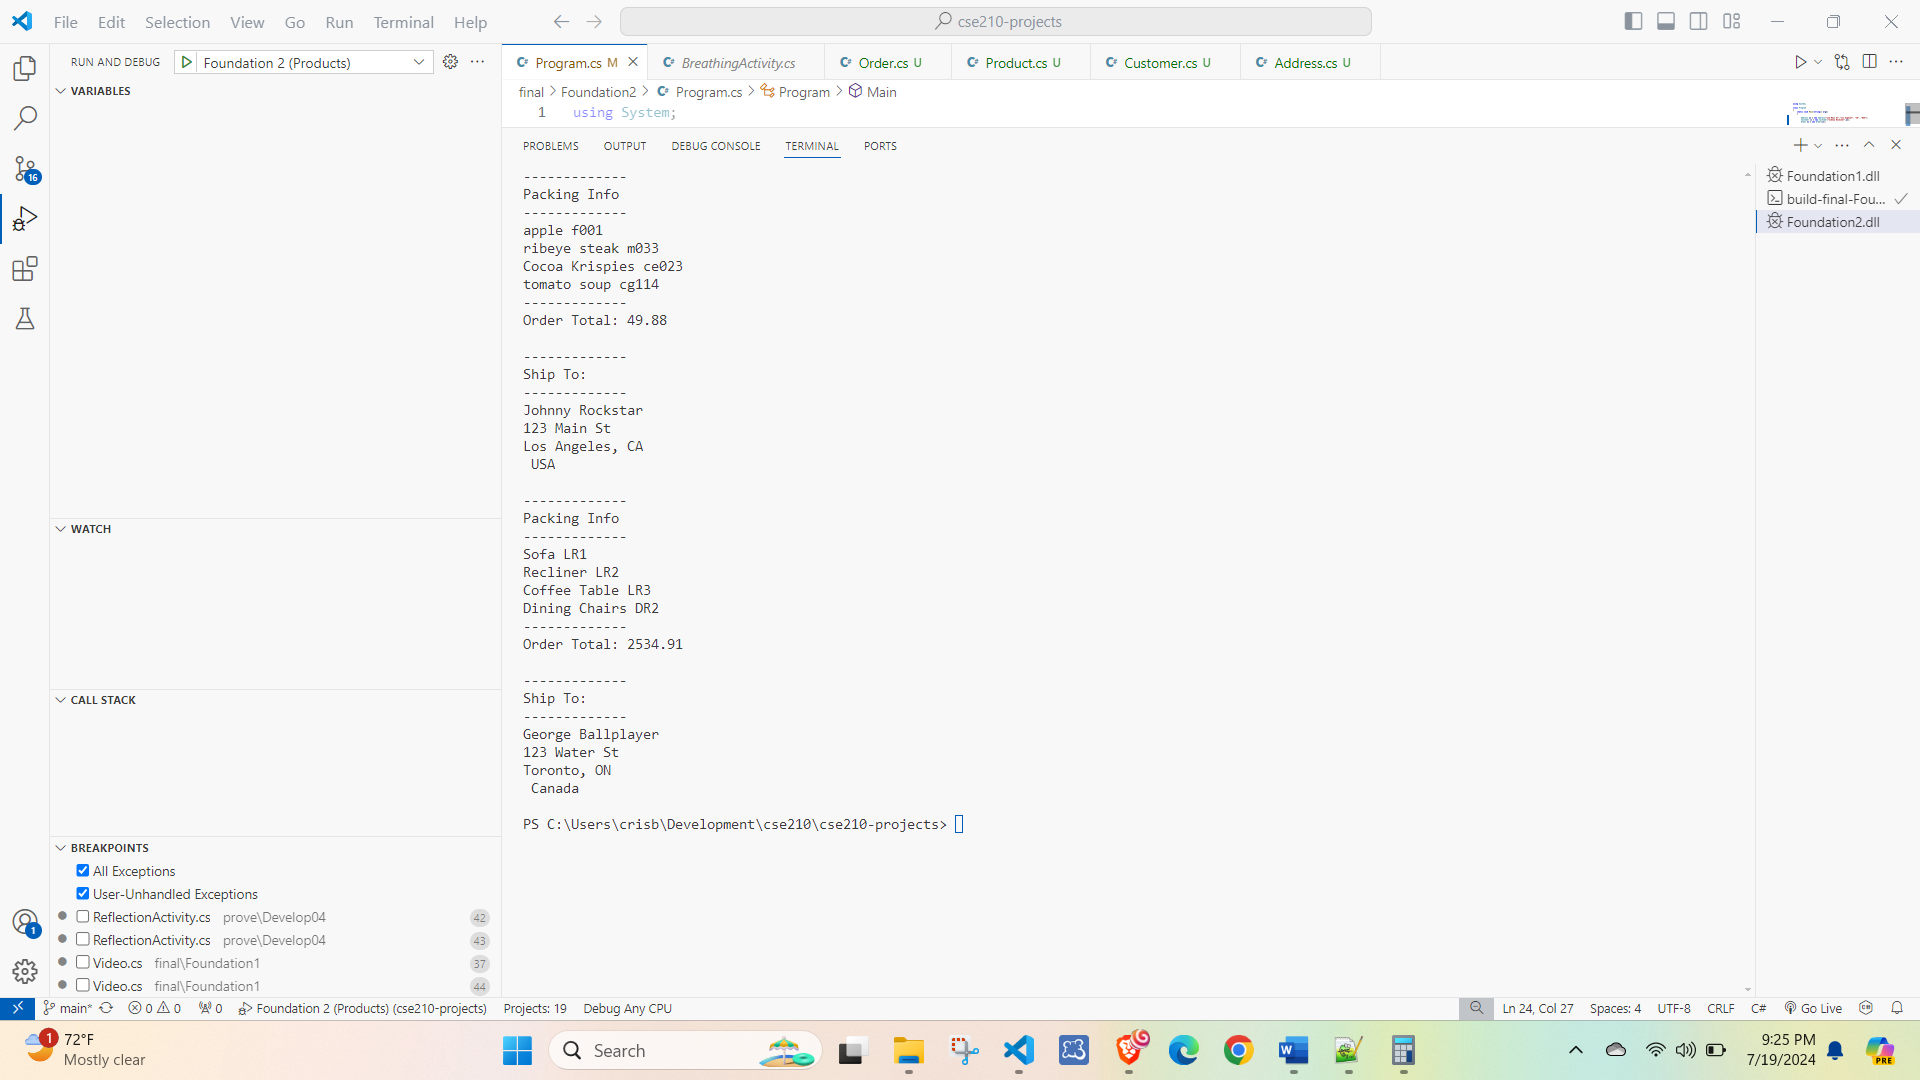 File Edit Selection View Go Run Terminal Help
cse210-projects
RUN AND DEBUG Foundation 2 (Products)
Program.cs M BreathingActivity.cs Order.cs U Product.cs U Customer.cs U Address.cs U
VARIABLES
final > Foundation2 > Program.cs > Program > Main
1 using System;
PROBLEMS OUTPUT DEBUG CONSOLE TERMINAL PORTS
Foundation1.dll
build-final-Fou...
Foundation2.dll
16
-------------
Packing Info
-------------
apple f001
ribeye steak m033
Cocoa Krispies ce023
tomato soup cg114
-------------
Order Total: 49.88
-------------
Ship To:
-------------
Johnny Rockstar
123 Main St
Los Angeles, CA
USA
-------------
Packing Info
-------------
Sofa LR1
Recliner LR2
Coffee Table LR3
Dining Chairs DR2
-------------
Order Total: 2534.91
-------------
Ship To:
-------------
George Ballplayer
123 Water St
Toronto, ON
Canada
PS C:\Users\crisb\Development\cse210\cse210-projects>
WATCH
CALL STACK
BREAKPOINTS
All Exceptions
User-Unhandled Exceptions
ReflectionActivity.cs prove\Develop04 42
ReflectionActivity.cs prove\Develop04 43
Video.cs final\Foundation1 37
Video.cs final\Foundation1 44
1
main* 0 0 0 Foundation 2 (Products) (cse210-projects) Projects: 19 Debug Any CPU
Ln 24, Col 27 Spaces: 4 UTF-8 CRLF C# Go Live
1
72°F
Mostly clear
Search
9:25 PM
7/19/2024
PRE